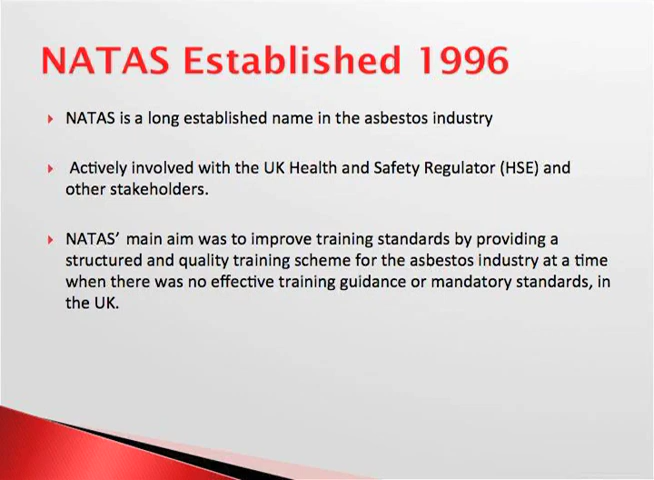 NATAS Established 1996
NATAS is a long established name in the asbestos industry
Actively involved with the UK Health and Safety Regulator (HSE) and
other stakeholders.
NATAS’ main aim was to improve training standards by providing a
structured and quality training scheme for the asbestos industry at a time
when there was no effective training guidance or mandatory standards, in
the UK.